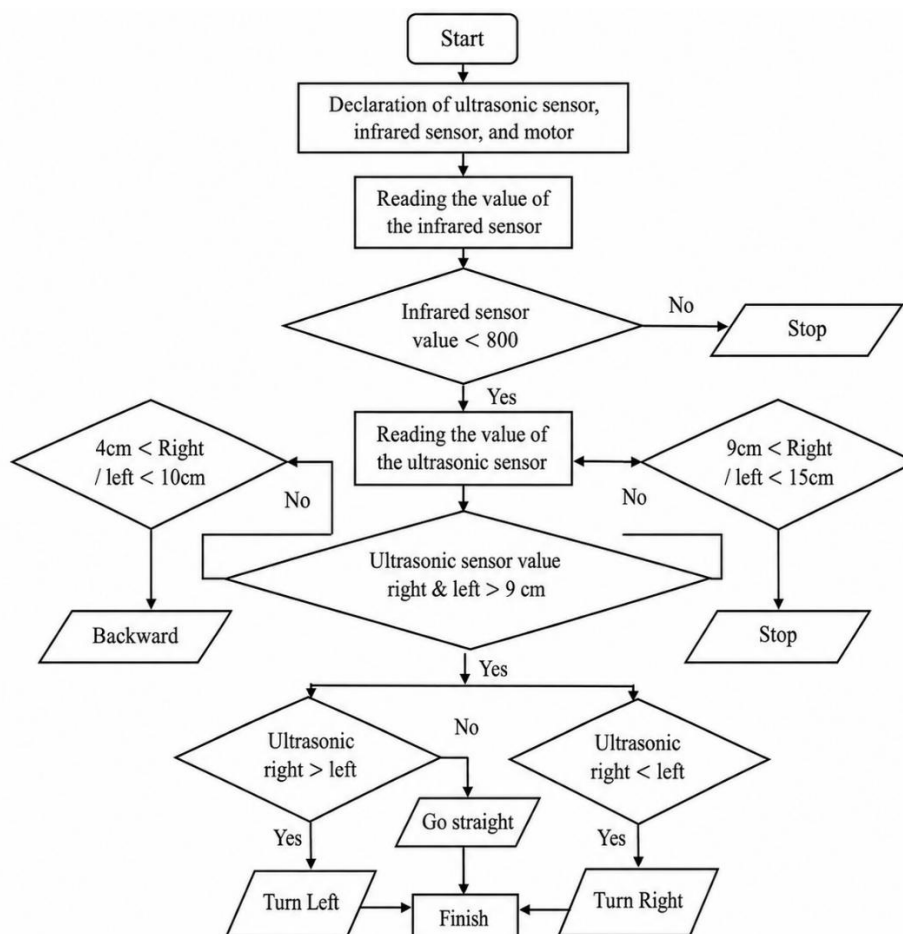 Start
Declaration of ultrasonic sensor,
infrared sensor, and motor
Reading the value of
the infrared sensor
Infrared sensor
value < 800
No
Stop
Yes
4cm < Right
/ left < 10cm
No
Reading the value of
the ultrasonic sensor
No
9cm < Right
/ left < 15cm
Ultrasonic sensor value
right & left > 9 cm
Backward
Stop
Yes
Ultrasonic
right > left
No
Ultrasonic
right < left
Yes
Go straight
Yes
Turn Left
Finish
Turn Right